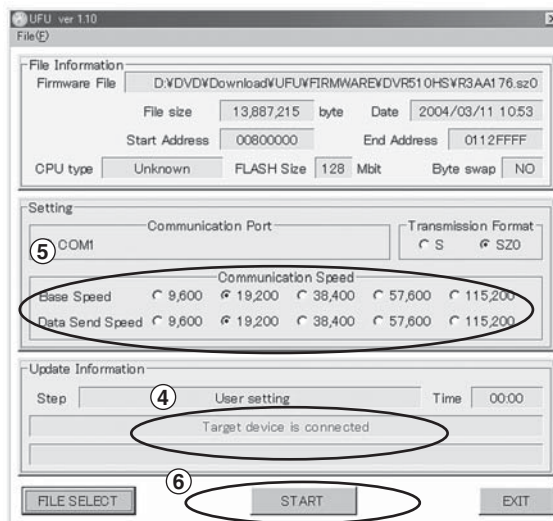 UFU ver 1.10
File(F)
File Information
Firmware File D:¥DVD¥Download¥UFU¥FIRMWARE¥DVR510HS¥R3AA176.sz0
File size 13,887,215 byte Date 2004/03/11 10:53
Start Address 00800000 End Address 0112FFFF
CPU type Unknown FLASH Size 128 Mbit Byte swap NO
Setting
Communication Port Transmission Format
⑤ COM1 S SZ0
Communication Speed
Base Speed 9,600 19,200 38,400 57,600 115,200
Data Send Speed 9,600 19,200 38,400 57,600 115,200
Update Information
Step ④ User setting Time 00:00
Target device is connected
⑥
FILE SELECT START EXIT